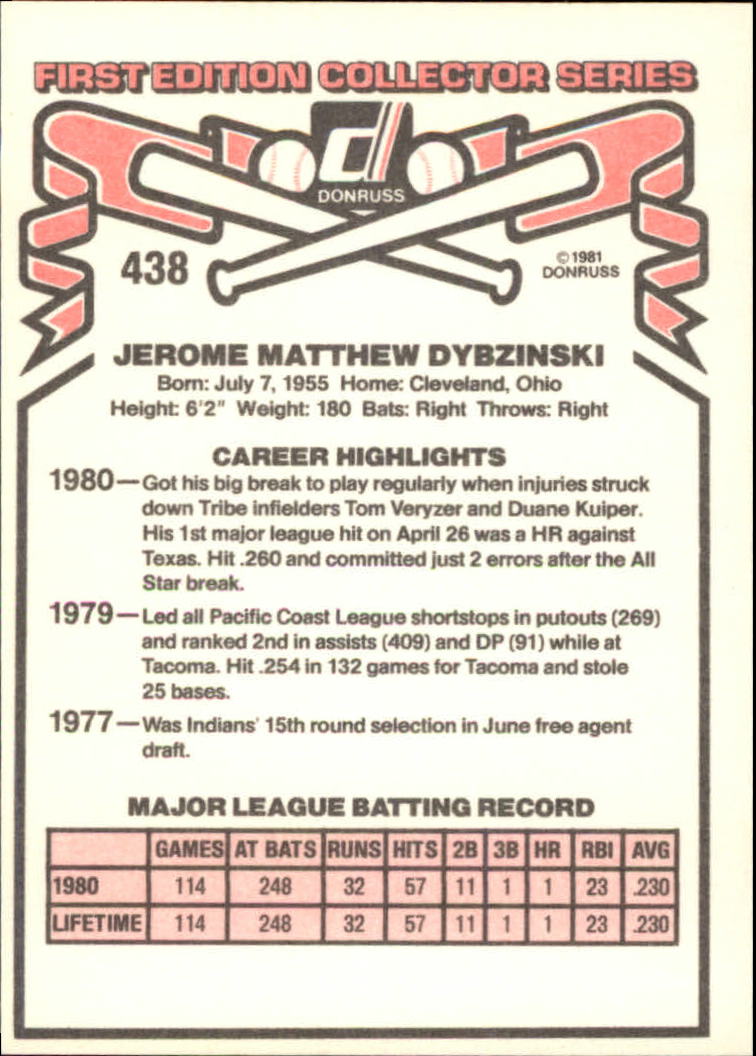 FIRST EDITION COLLECTOR SERIES
d
DONRUSS
438
©1981
DONRUSS
JEROME MATTHEW DYBZINSKI
Born: July 7, 1955 Home: Cleveland, Ohio
Height: 6'2" Weight: 180 Bats: Right Throws: Right
CAREER HIGHLIGHTS
1980—Got his big break to play regularly when injuries struck
down Tribe infielders Tom Veryzer and Duane Kuiper.
His 1st major league hit on April 26 was a HR against
Texas. Hit .260 and committed just 2 errors after the All
Star break.
1979—Led all Pacific Coast League shortstops in putouts (269)
and ranked 2nd in assists (409) and DP (91) while at
Tacoma. Hit .254 in 132 games for Tacoma and stole
25 bases.
1977—Was Indians' 15th round selection in June free agent
draft.
MAJOR LEAGUE BATTING RECORD
GAMES AT BATS RUNS HITS 2B 3B HR RBI AVG
1980 114 248 32 57 11 1 1 23 .230
LIFETIME 114 248 32 57 11 1 1 23 .230